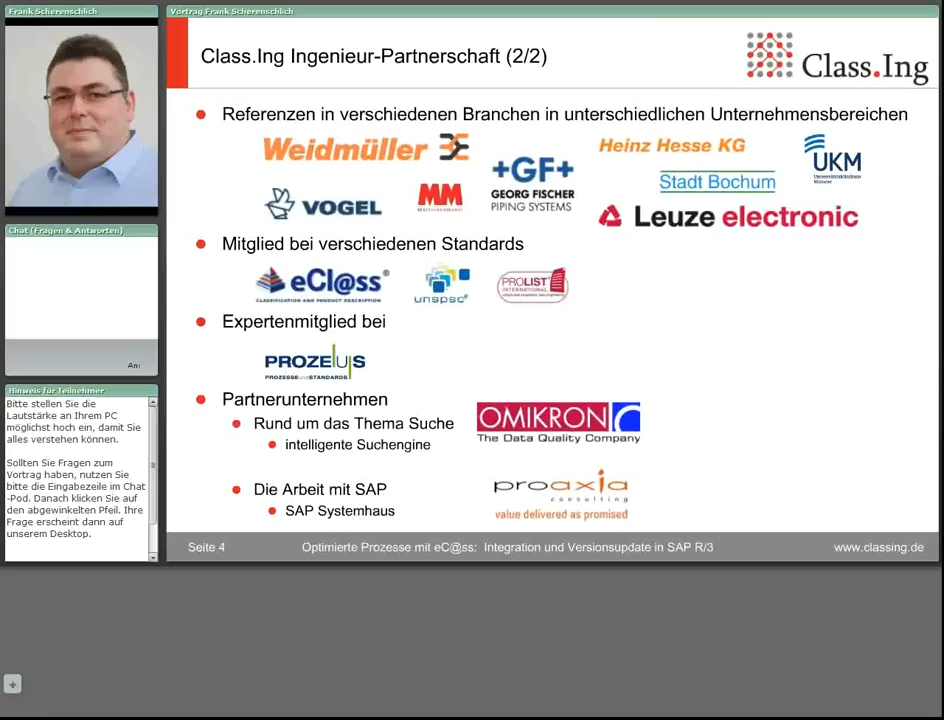 Frank Scherenschlich
Vortrag Frank Scherenschlich
Class.Ing Ingenieur-Partnerschaft (2/2)
Class.Ing
Referenzen in verschiedenen Branchen in unterschiedlichen Unternehmensbereichen
Weidmüller
Heinz Hesse KG
UKM
Universitätsklinikum
Münster
+GF+
GEORG FISCHER
PIPING SYSTEMS
Stadt Bochum
VOGEL
MM
MASCHINENMARKT
Leuze electronic
Chat (Fragen & Antworten)
Mitglied bei verschiedenen Standards
eCl@ss®
CLASSIFICATION AND PRODUCT DESCRIPTION
unspsc
PROLIST
INTERNATIONAL
Expertenmitglied bei
PROZEUS
PROZESSE UND STANDARDS
An:
Hinweis für Teilnehmer
Bitte stellen Sie die
Lautstärke an Ihrem PC
möglichst hoch ein, damit Sie
alles verstehen können.
Sollten Sie Fragen zum
Vortrag haben, nutzen Sie
bitte die Eingabezeile im Chat
-Pod. Danach klicken Sie auf
den abgewinkelten Pfeil. Ihre
Frage erscheint dann auf
unserem Desktop.
Partnerunternehmen
Rund um das Thema Suche
intelligente Suchengine
OMIKRON
The Data Quality Company
Die Arbeit mit SAP
SAP Systemhaus
proaxia
consulting
value delivered as promised
Seite 4
Optimierte Prozesse mit eC@ss: Integration und Versionsupdate in SAP R/3
www.classing.de